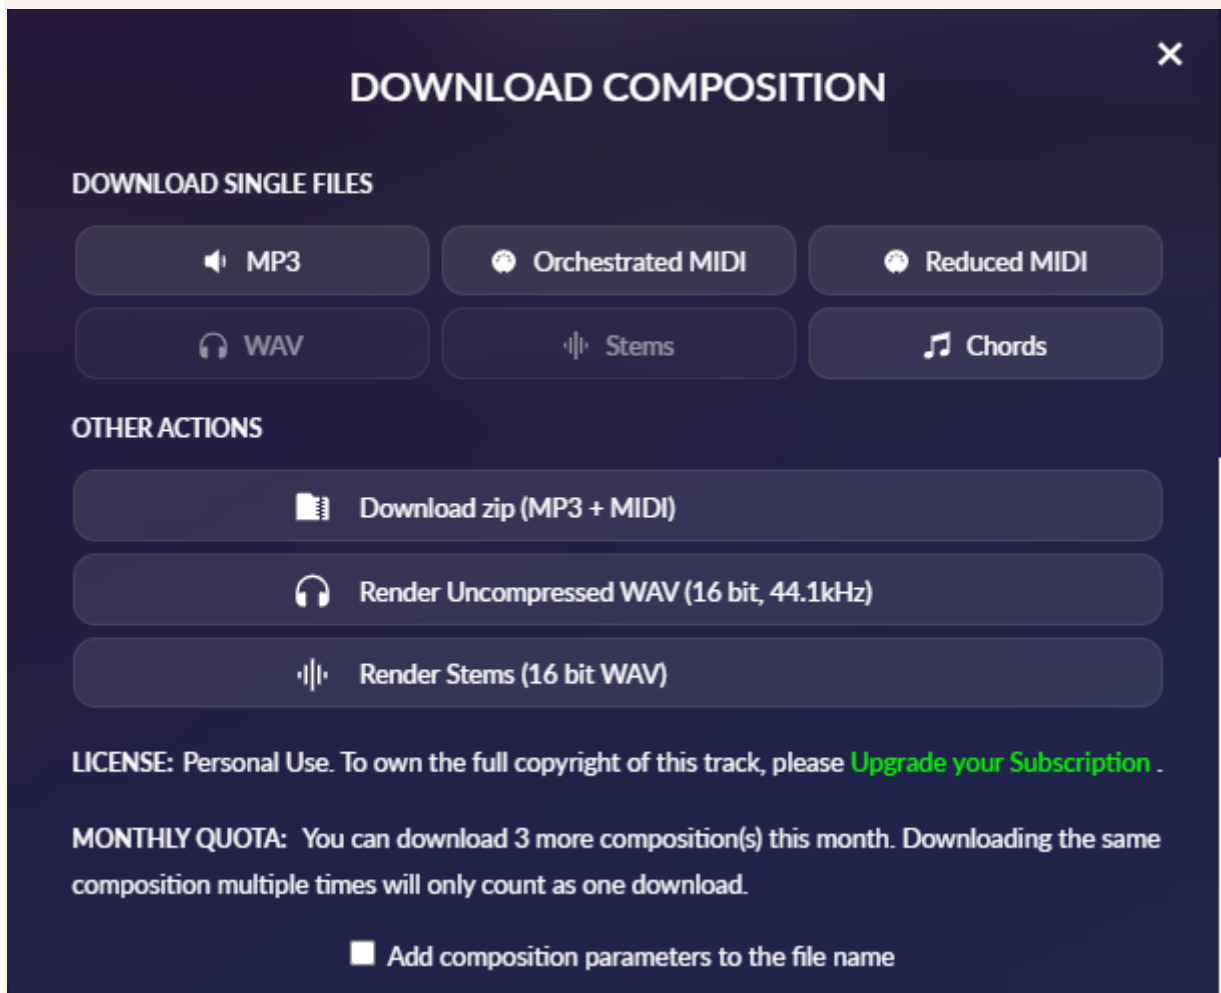 DOWNLOAD COMPOSITION
DOWNLOAD SINGLE FILES
MP3
Orchestrated MIDI
Reduced MIDI
WAV
Stems
Chords
OTHER ACTIONS
Download zip (MP3 + MIDI)
Render Uncompressed WAV (16 bit, 44.1kHz)
Render Stems (16 bit WAV)
LICENSE: Personal Use. To own the full copyright of this track, please Upgrade your Subscription .
MONTHLY QUOTA: You can download 3 more composition(s) this month. Downloading the same
composition multiple times will only count as one download.
Add composition parameters to the file name